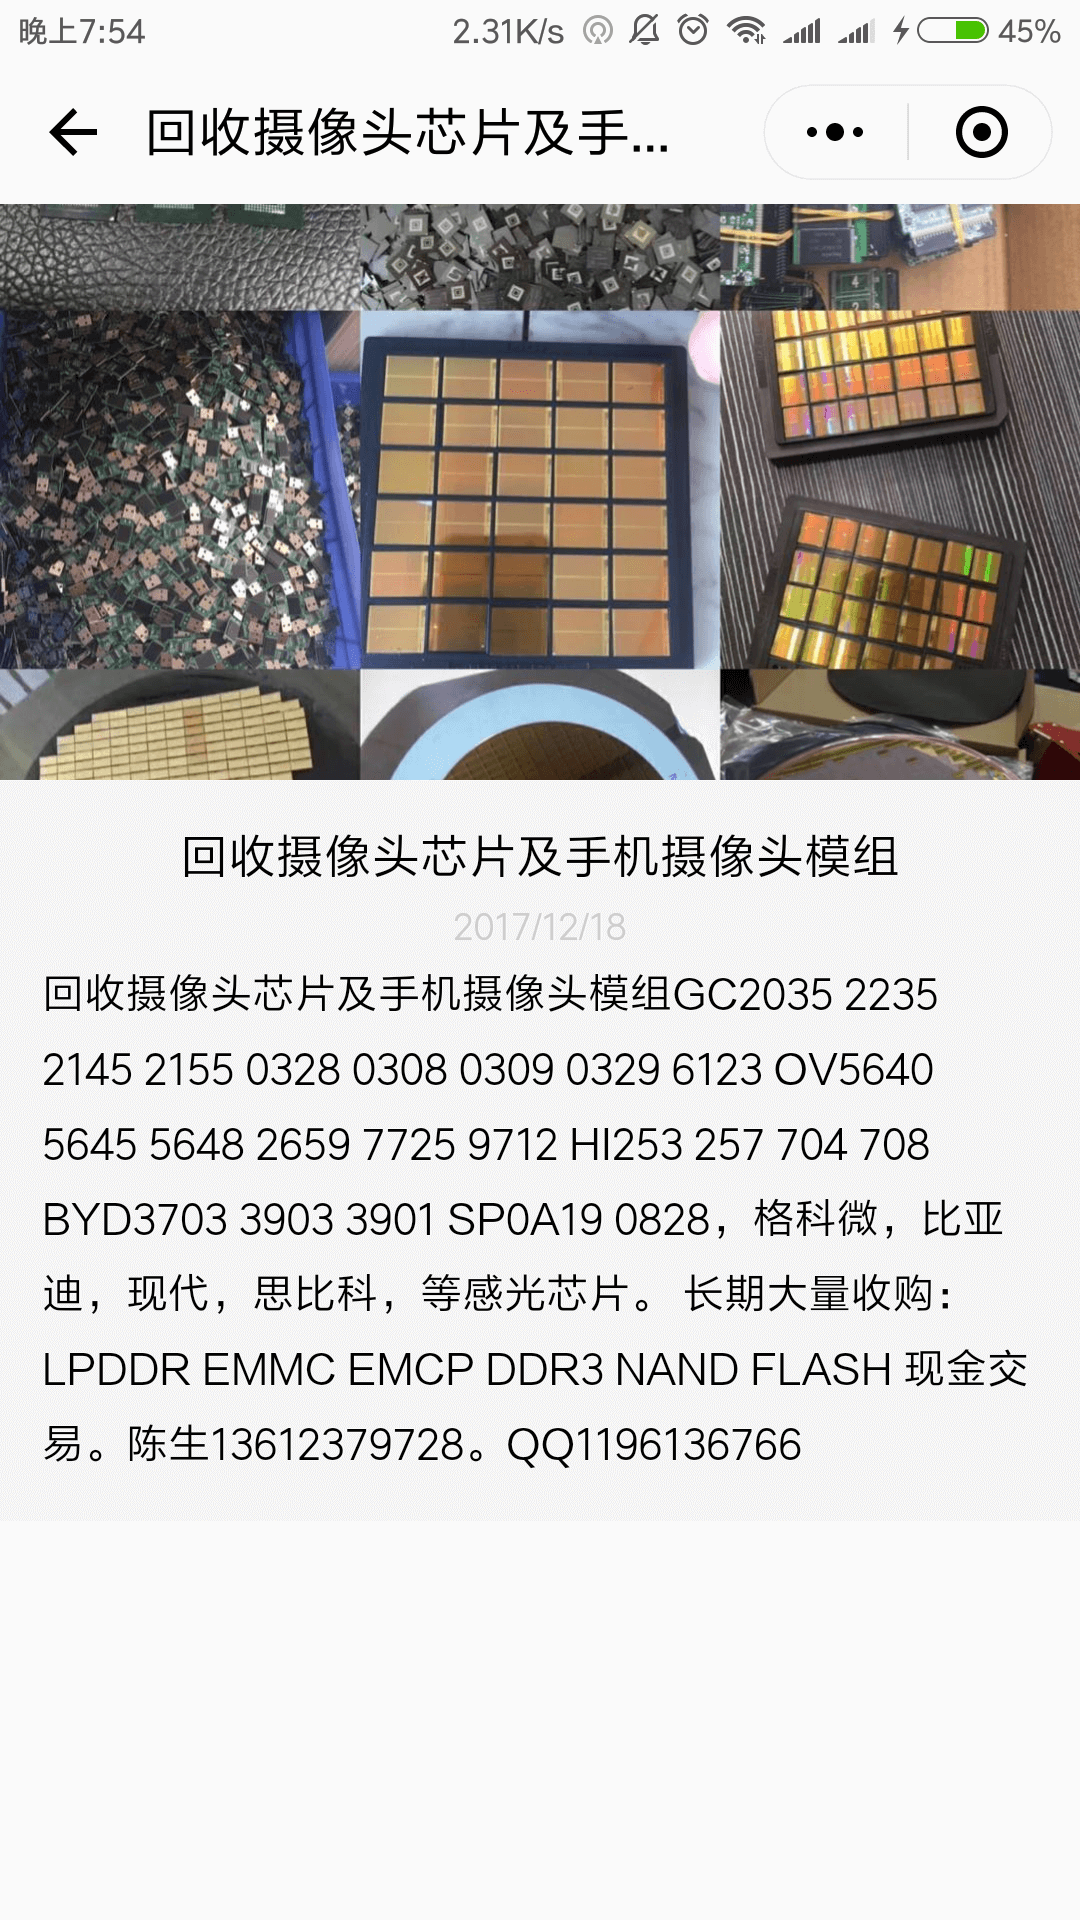 晚上7:54 2.31K/s 45%
回收摄像头芯片及手...
回收摄像头芯片及手机摄像头模组
2017/12/18
回收摄像头芯片及手机摄像头模组GC2035 2235
2145 2155 0328 0308 0309 0329 6123 OV5640
5645 5648 2659 7725 9712 HI253 257 704 708
BYD3703 3903 3901 SP0A19 0828，格科微，比亚
迪，现代，思比科，等感光芯片。 长期大量收购：
LPDDR EMMC EMCP DDR3 NAND FLASH 现金交
易。陈生13612379728。QQ1196136766